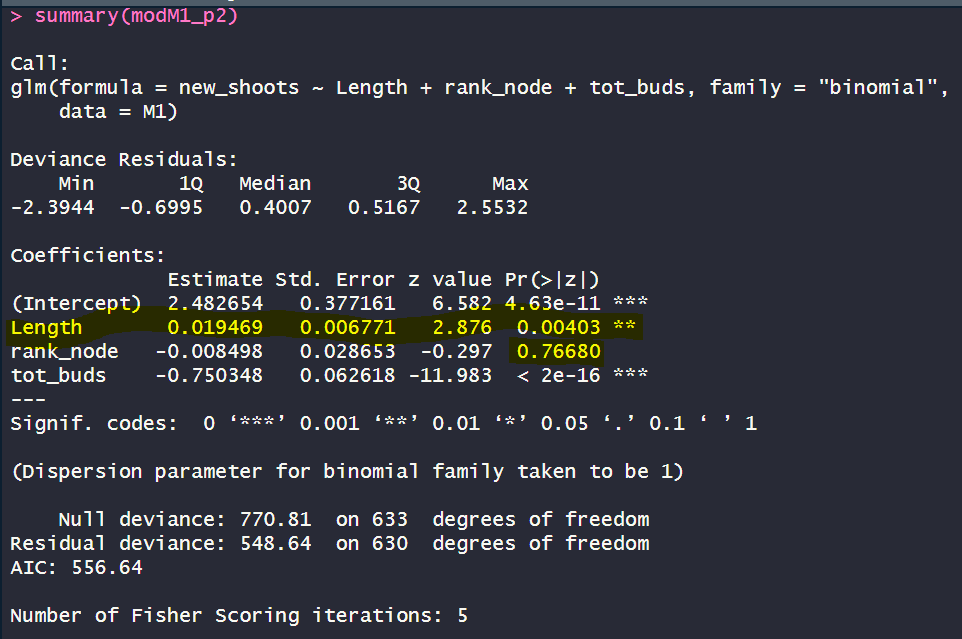 > summary(modM1_p2)
Call:
glm(formula = new_shoots ~ Length + rank_node + tot_buds, family = "binomial",
    data = M1)
Deviance Residuals:
    Min       1Q   Median       3Q      Max
-2.3944  -0.6995   0.4007   0.5167   2.5532
Coefficients:
             Estimate Std. Error z value Pr(>|z|)
(Intercept)  2.482654   0.377161   6.582 4.63e-11 ***
Length       0.019469   0.006771   2.876  0.00403 **
rank_node   -0.008498   0.028653  -0.297  0.76680
tot_buds    -0.750348   0.062618 -11.983  < 2e-16 ***
---
Signif. codes:  0 ‘***’ 0.001 ‘**’ 0.01 ‘*’ 0.05 ‘.’ 0.1 ‘ ’ 1
(Dispersion parameter for binomial family taken to be 1)
    Null deviance: 770.81  on 633  degrees of freedom
Residual deviance: 548.64  on 630  degrees of freedom
AIC: 556.64
Number of Fisher Scoring iterations: 5